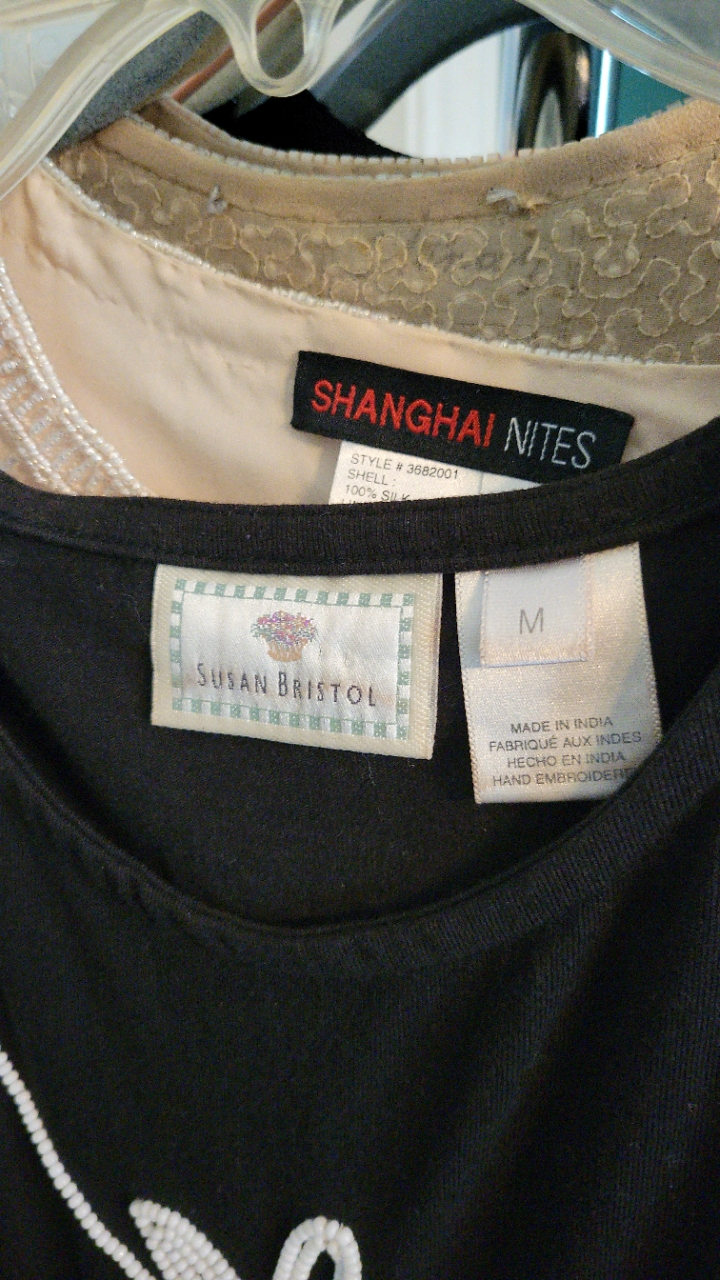 SHANGHAI NITES
STYLE # 3682001
SHELL :
100% SILK
SUSAN BRISTOL
M
MADE IN INDIA
FABRIQUÉ AUX INDES
HECHO EN INDIA
HAND EMBROIDER